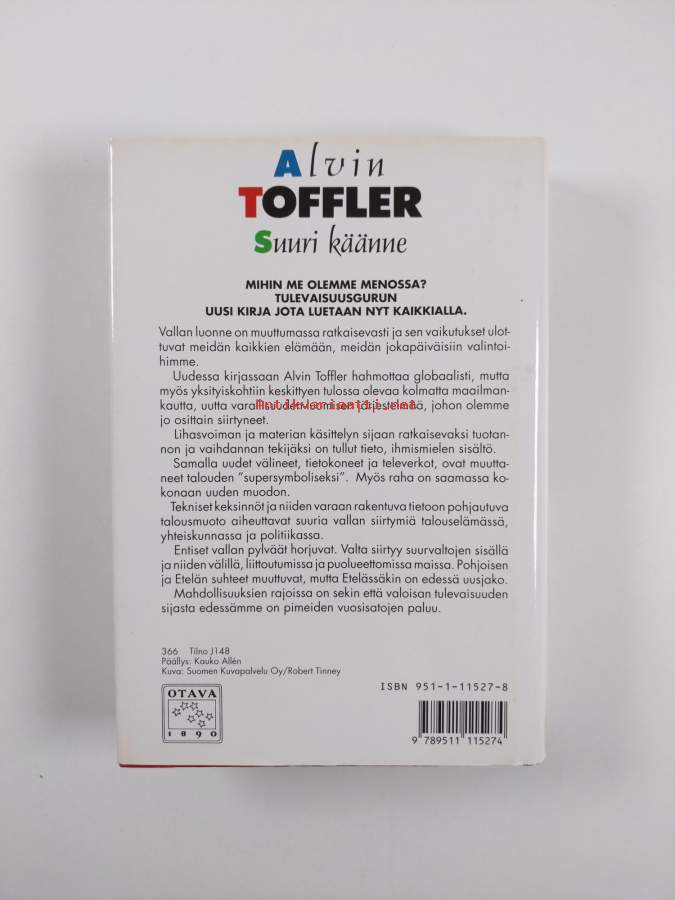 Alvin
TOFFLER
Suuri käänne
MIHIN ME OLEMME MENOSSA?
TULEVAISUUSGURUN
UUSI KIRJA JOTA LUETAAN NYT KAIKKIALLA.
Vallan luonne on muuttumassa ratkaisevasti ja sen vaikutukset ulot-
tuvat meidän kaikkien elämään, meidän jokapäiväisiin valintoi-
himme.
Uudessa kirjassaan Alvin Toffler hahmottaa globaalisti, mutta
myös yksityiskohtiin keskittyen tulossa olevaa kolmatta maailman-
Antikvariaatti.net
kautta, uutta varallisuudenluomisen järjestelmää, johon olemme
jo osittain siirtyneet.
Lihasvoiman ja materian käsittelyn sijaan ratkaisevaksi tuotan-
non ja vaihdannan tekijäksi on tullut tieto, ihmismielen sisältö.
Samalla uudet välineet, tietokoneet ja televerkot, ovat muutta-
neet talouden ”supersymboliseksi”. Myös raha on saamassa ko-
konaan uuden muodon.
Tekniset keksinnöt ja niiden varaan rakentuva tietoon pohjautuva
talousmuoto aiheuttavat suuria vallan siirtymiä talouselämässä,
yhteiskunnassa ja politiikassa.
Entiset vallan pylväät horjuvat. Valta siirtyy suurvaltojen sisällä
ja niiden välillä, liittoutumissa ja puolueettomissa maissa. Pohjoisen
ja Etelän suhteet muuttuvat, mutta Etelässäkin on edessä uusjako.
Mahdollisuuksien rajoissa on sekin että valoisan tulevaisuuden
sijasta edessämme on pimeiden vuosisatojen paluu.
366 Tilno J148
Päällys: Kauko Allén
Kuva: Suomen Kuvapalvelu Oy/Robert Tinney
OTAVA
1890
ISBN 951-1-11527-8
9 789511 115274